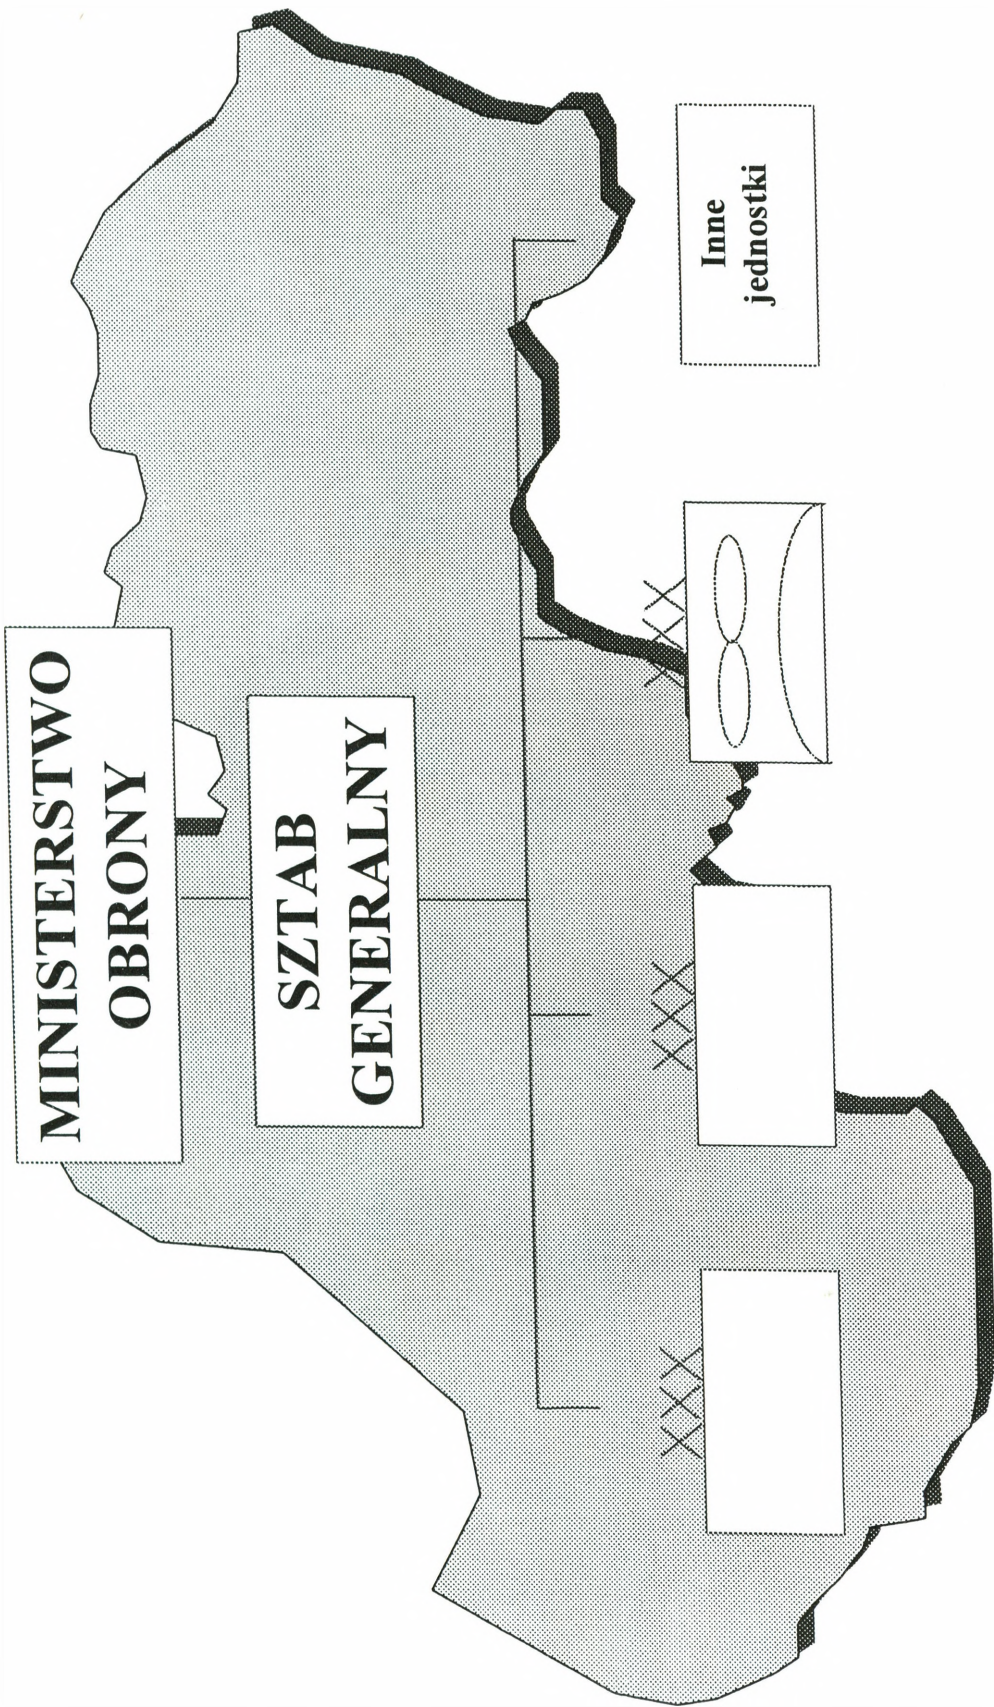 MINISTERSTWO
OBRONY
SZTAB
GENERALNY
Inne
jednostki